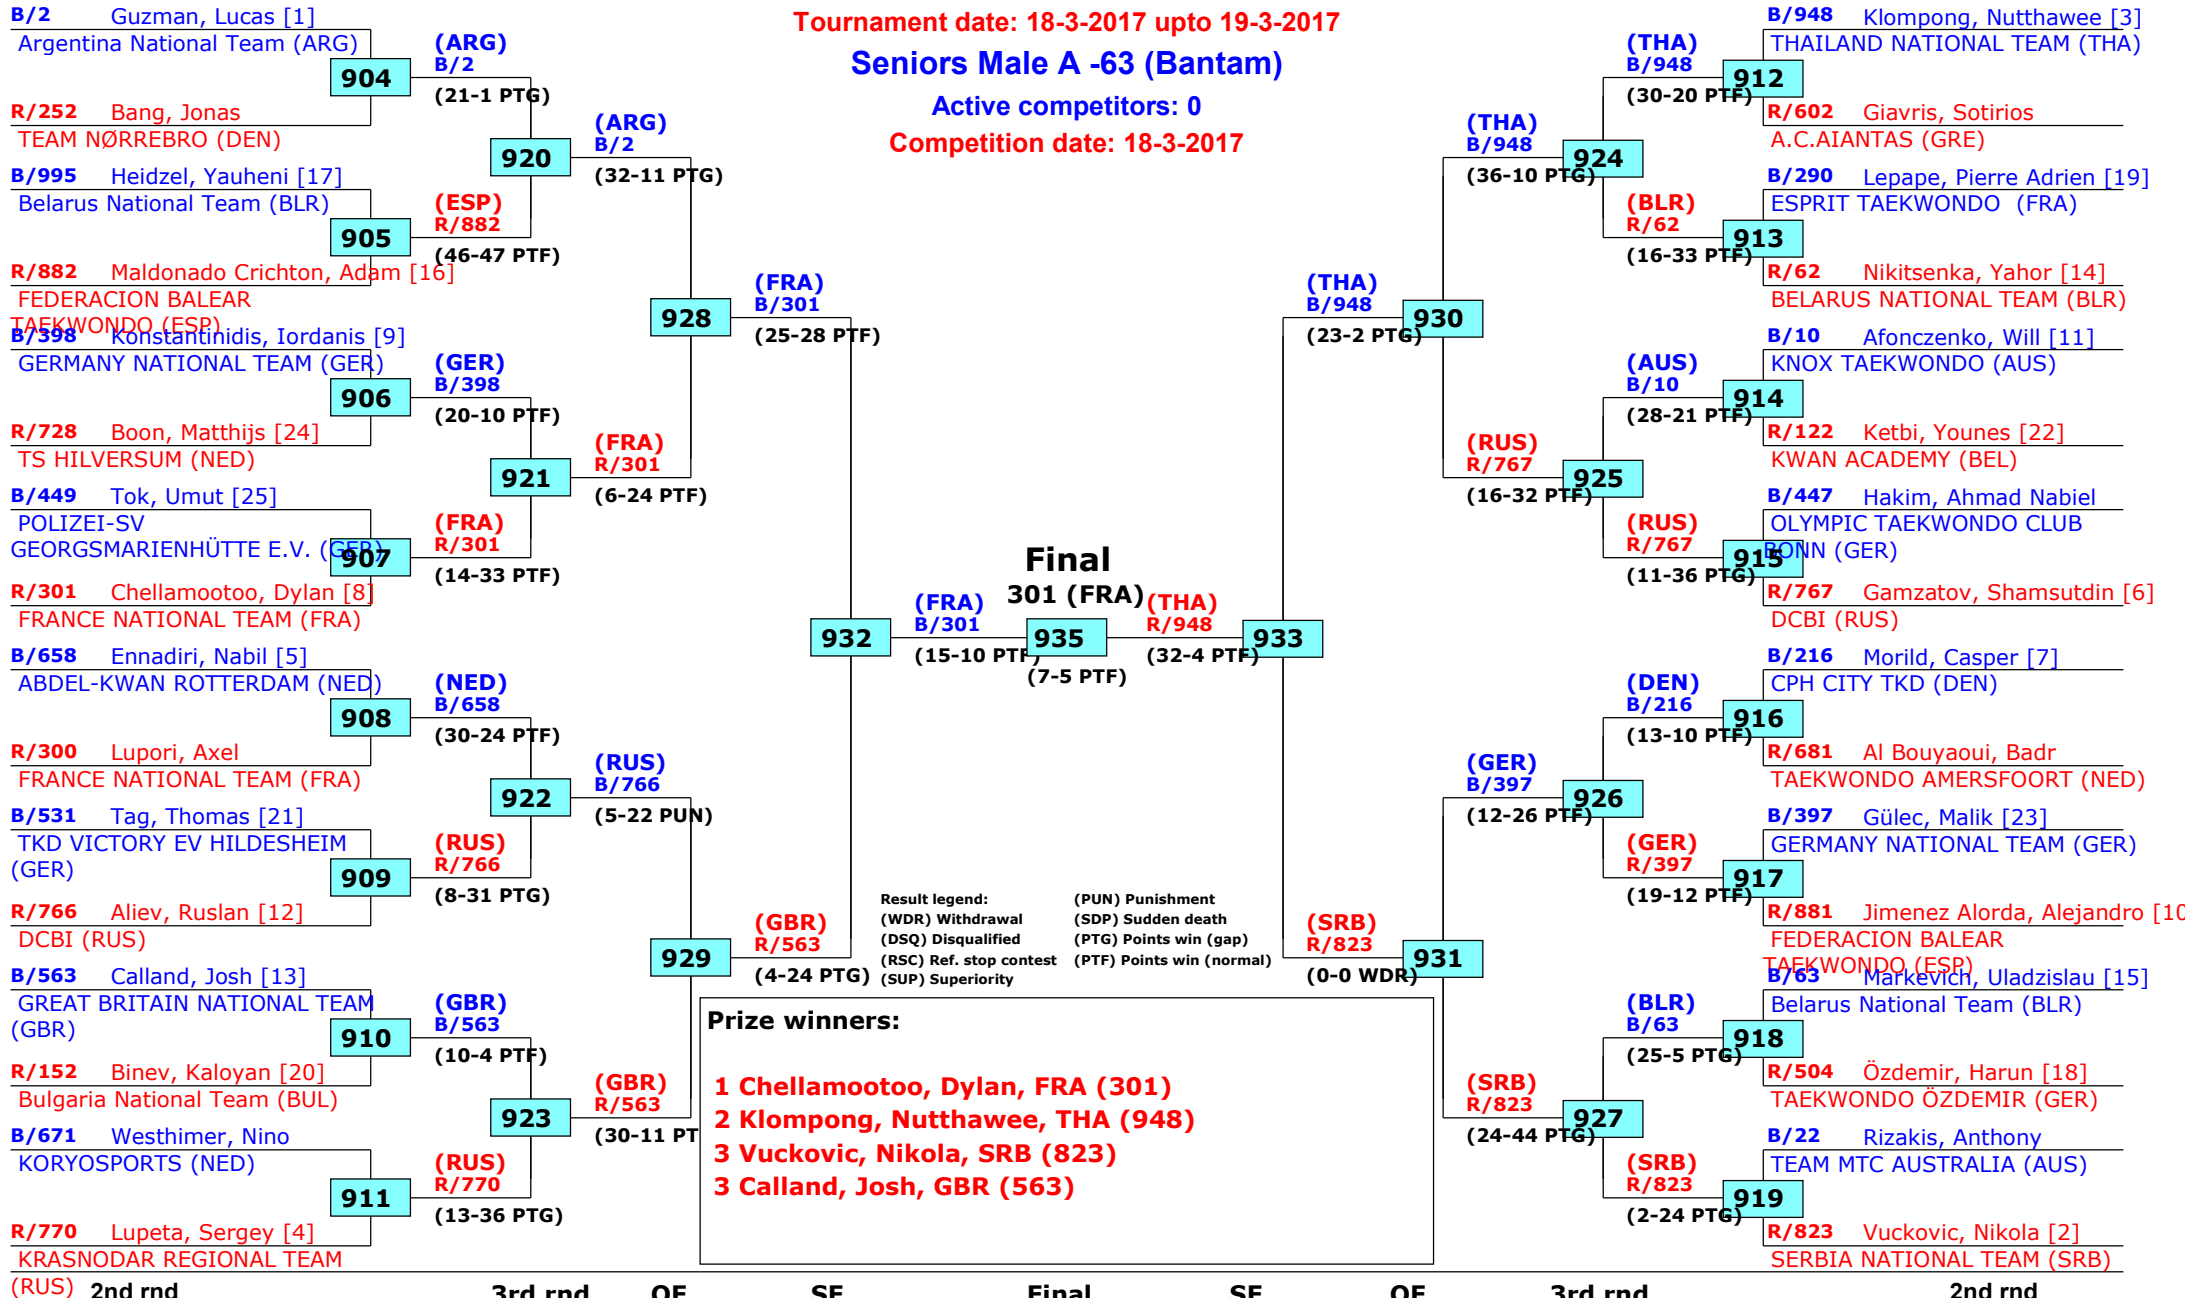 Tournament date: 18-3-2017 upto 19-3-2017
Seniors Male A -63 (Bantam)
Active competitors: 0
Competition date: 18-3-2017
B/2 Guzman, Lucas [1]
Argentina National Team (ARG)
904
R/252 Bang, Jonas
TEAM NØRREBRO (DEN)
B/995 Heidzel, Yauheni [17]
Belarus National Team (BLR)
905
R/882 Maldonado Crichton, Adam [16]
FEDERACION BALEAR
TAEKWONDO (ESP)
B/398 Konstantinidis, Iordanis [9]
GERMANY NATIONAL TEAM (GER)
906
R/728 Boon, Matthijs [24]
TS HILVERSUM (NED)
B/449 Tok, Umut [25]
POLIZEI-SV
GEORGSMARIENHÜTTE E.V. (GER)
907
R/301 Chellamootoo, Dylan [8]
FRANCE NATIONAL TEAM (FRA)
B/658 Ennadiri, Nabil [5]
ABDEL-KWAN ROTTERDAM (NED)
908
R/300 Lupori, Axel
FRANCE NATIONAL TEAM (FRA)
B/531 Tag, Thomas [21]
TKD VICTORY EV HILDESHEIM
(GER)
909
R/766 Aliev, Ruslan [12]
DCBI (RUS)
B/563 Calland, Josh [13]
GREAT BRITAIN NATIONAL TEAM
(GBR)
910
R/152 Binev, Kaloyan [20]
Bulgaria National Team (BUL)
B/671 Westhimer, Nino
KORYOSPORTS (NED)
911
R/770 Lupeta, Sergey [4]
KRASNODAR REGIONAL TEAM
(RUS)
(ARG)
B/2
(21-1 PTG)
920
(ESP)
R/882
(46-47 PTF)
(GER)
B/398
(20-10 PTF)
921
(FRA)
R/301
(14-33 PTF)
(NED)
B/658
(30-24 PTF)
922
(RUS)
R/766
(8-31 PTG)
(GBR)
B/563
(10-4 PTF)
923
(RUS)
R/770
(13-36 PTG)
(ARG)
B/2
(32-11 PTG)
928
(FRA)
R/301
(6-24 PTF)
(RUS)
B/766
(5-22 PUN)
929
(GBR)
R/563
(30-11 PT
(FRA)
B/301
(25-28 PTF)
932
(GBR)
R/563
(4-24 PTG)
(FRA)
B/301
(15-10 PTF)
Final
301 (FRA)
935
(7-5 PTF)
(THA)
R/948
(32-4 PTF)
933
(THA)
B/948
(23-2 PTG)
930
(SRB)
R/823
(0-0 WDR)
931
(THA)
B/948
(36-10 PTG)
924
(RUS)
R/767
(16-32 PTF)
925
(GER)
B/397
(12-26 PTF)
926
(SRB)
R/823
(24-44 PTG)
927
(THA)
B/948
(30-20 PTF)
(BLR)
R/62
(16-33 PTF)
(AUS)
B/10
(28-21 PTF)
(RUS)
R/767
(11-36 PTG)
(DEN)
B/216
(13-10 PTF)
(GER)
R/397
(19-12 PTF)
(BLR)
B/63
(25-5 PTG)
(SRB)
R/823
(2-24 PTG)
B/948 Klompong, Nutthawee [3]
THAILAND NATIONAL TEAM (THA)
912
R/602 Giavris, Sotirios
A.C.AIANTAS (GRE)
B/290 Lepape, Pierre Adrien [19]
ESPRIT TAEKWONDO (FRA)
913
R/62 Nikitsenka, Yahor [14]
BELARUS NATIONAL TEAM (BLR)
B/10 Afonczenko, Will [11]
KNOX TAEKWONDO (AUS)
914
R/122 Ketbi, Younes [22]
KWAN ACADEMY (BEL)
B/447 Hakim, Ahmad Nabiel
OLYMPIC TAEKWONDO CLUB
BONN (GER)
915
R/767 Gamzatov, Shamsutdin [6]
DCBI (RUS)
B/216 Morild, Casper [7]
CPH CITY TKD (DEN)
916
R/681 Al Bouyaoui, Badr
TAEKWONDO AMERSFOORT (NED)
B/397 Gülec, Malik [23]
GERMANY NATIONAL TEAM (GER)
917
R/881 Jimenez Alorda, Alejandro [10
FEDERACION BALEAR
TAEKWONDO (ESP)
B/63 Markevich, Uladzislau [15]
Belarus National Team (BLR)
918
R/504 Özdemir, Harun [18]
TAEKWONDO ÖZDEMIR (GER)
B/22 Rizakis, Anthony
TEAM MTC AUSTRALIA (AUS)
919
R/823 Vuckovic, Nikola [2]
SERBIA NATIONAL TEAM (SRB)
Result legend:
(WDR) Withdrawal
(DSQ) Disqualified
(RSC) Ref. stop contest
(SUP) Superiority
(PUN) Punishment
(SDP) Sudden death
(PTG) Points win (gap)
(PTF) Points win (normal)
Prize winners:
1 Chellamootoo, Dylan, FRA (301)
2 Klompong, Nutthawee, THA (948)
3 Vuckovic, Nikola, SRB (823)
3 Calland, Josh, GBR (563)
2nd rnd 3rd rnd QF SF Final SF QF 3rd rnd 2nd rnd